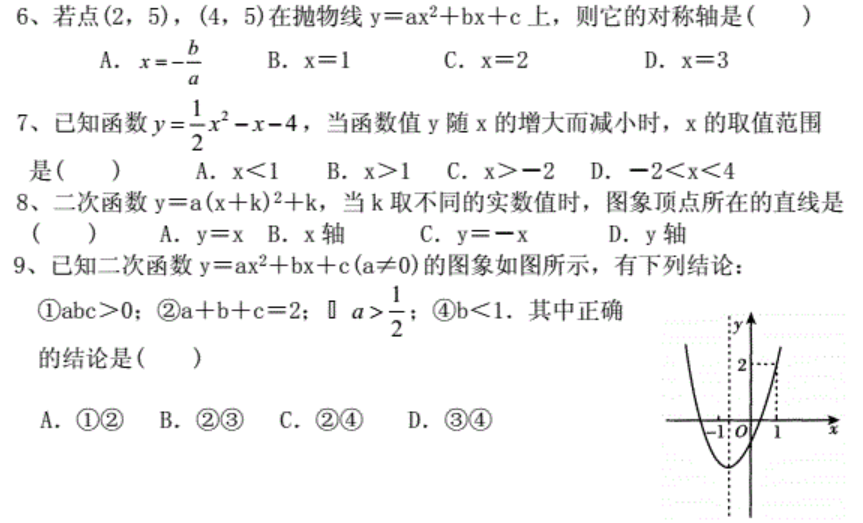 6、若点(2，5)，(4，5)在抛物线 y＝ax²＋bx＋c 上，则它的对称轴是(　　)
A． x=-b/a　　B．x＝1　　C．x＝2　　D．x＝3
7、已知函数 y=1/2x²-x-4，当函数值 y 随 x 的增大而减小时，x 的取值范围
是(　　)　　A．x＜1　　B．x＞1　C．x＞－2　D．－2＜x＜4
8、二次函数 y＝a(x＋k)²＋k，当 k 取不同的实数值时，图象顶点所在的直线是
(　　)　　A．y＝x　B．x 轴　　C．y＝－x　　D．y 轴
9、已知二次函数 y＝ax²＋bx＋c(a≠0)的图象如图所示，有下列结论：
①abc＞0；②a＋b＋c＝2；▯ a>1/2；④b＜1．其中正确
的结论是(　　)
A．①②　B．②③　C．②④　D．③④
y
2
-1 O 1 x